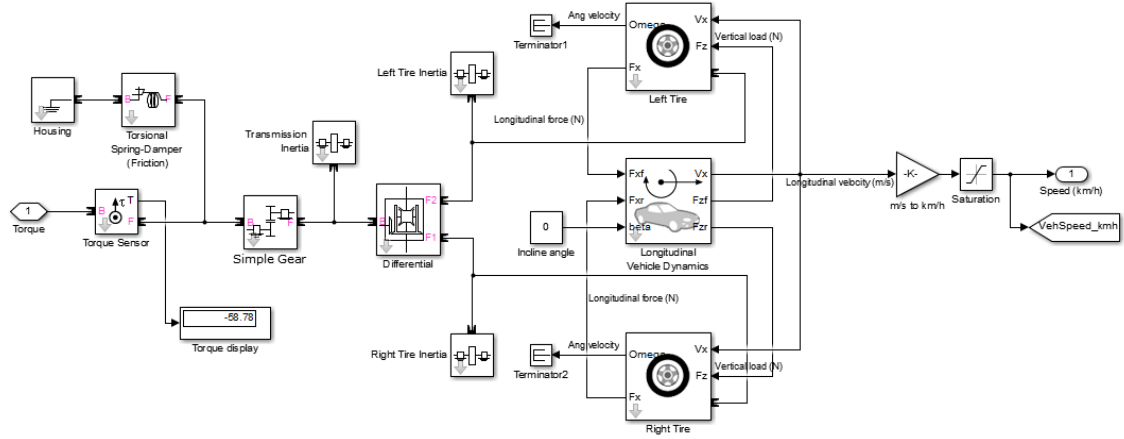 Ang velocity
Omega
Vx
Terminator1
Vertical load (N)
Fz
Fx
Left Tire
Left Tire Inertia
B
F
Housing
Torsional
Spring-Damper
(Friction)
Transmission
Inertia
Longitudinal force (N)
Fxf
Vx
Fxr
Fzf
beta
Fzr
Longitudinal
Vehicle Dynamics
Longitudinal velocity (m/s)
-K-
m/s to km/h
Saturation
1
Speed (km/h)
VehSpeed_kmh
1
Torque
B
T
F
τ
Torque Sensor
B
F
Simple Gear
B
F2
F1
Differential
0
Incline angle
Longitudinal force (N)
-58.78
Torque display
Right Tire Inertia
Ang velocity
Terminator2
Omega
Vx
Vertical load (N)
Fz
Fx
Right Tire